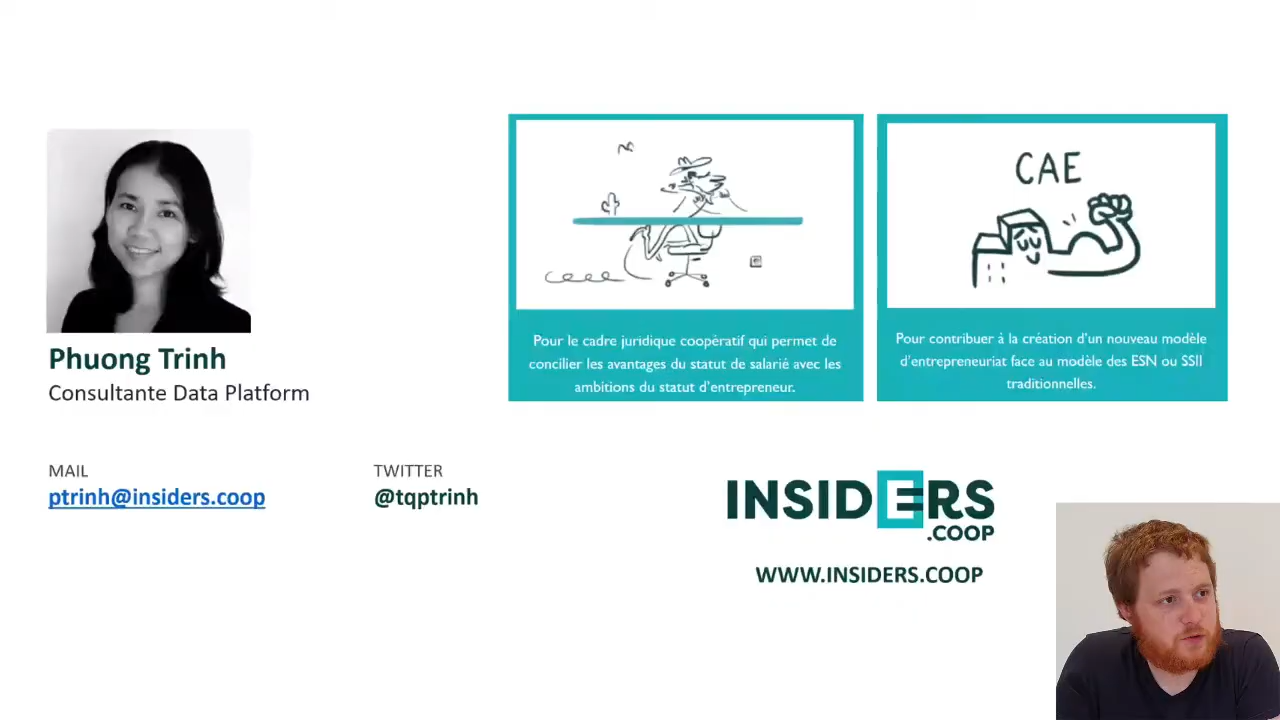 Phuong Trinh
Consultante Data Platform
MAIL
ptrinh@insiders.coop
TWITTER
@tqptrinh
Pour le cadre juridique coopératif qui permet de
concilier les avantages du statut de salarié avec les
ambitions du statut d'entrepreneur.
CAE
Pour contribuer à la création d'un nouveau modèle
d'entrepreneuriat face au modèle des ESN ou SSII
traditionnelles.
INSIDERS
.COOP
WWW.INSIDERS.COOP